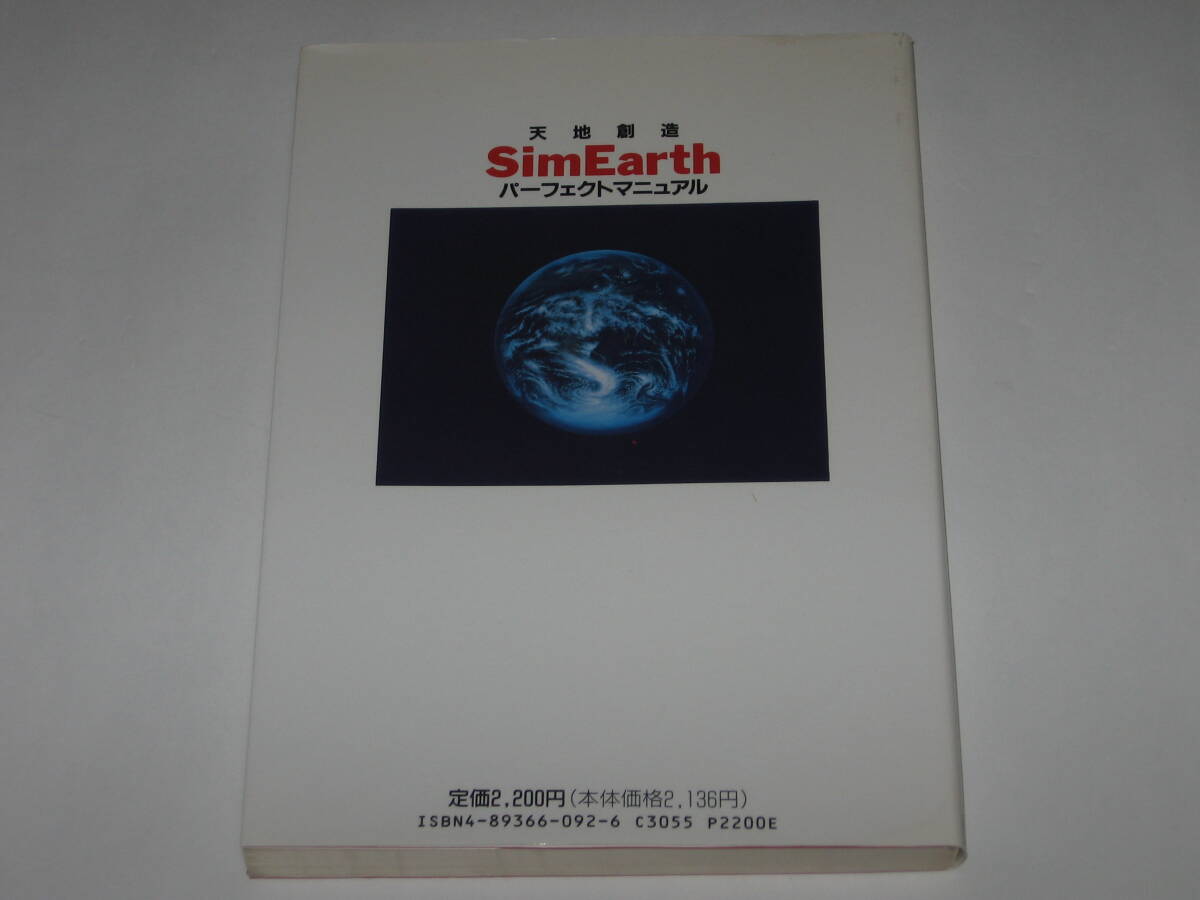 天地創造
SimEarth
パーフェクトマニュアル
定価2,200円(本体価格2,136円)
ISBN4-89366-092-6 C3055 P2200E